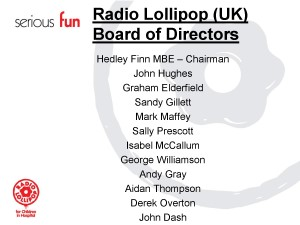 serious fun
Radio Lollipop (UK)
Board of Directors
Hedley Finn MBE – Chairman
John Hughes
Graham Elderfield
Sandy Gillett
Mark Maffey
Sally Prescott
Isabel McCallum
George Williamson
Andy Gray
Aidan Thompson
Derek Overton
John Dash
RADIO
LOLLIPOP
for Children
in Hospital